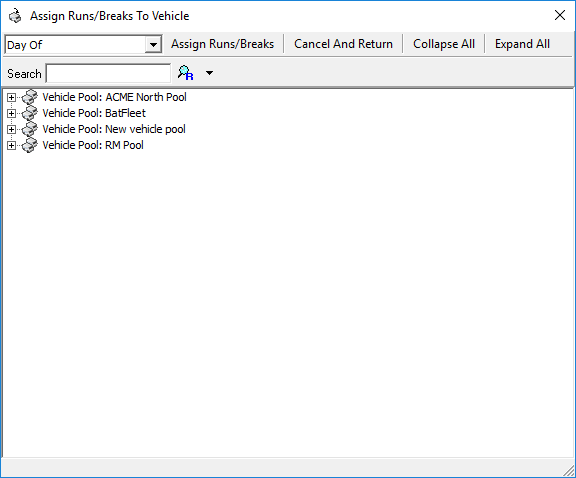 Assign Runs/Breaks To Vehicle
Day Of Assign Runs/Breaks Cancel And Return Collapse All Expand All
Search R
Vehicle Pool: ACME North Pool
Vehicle Pool: BatFleet
Vehicle Pool: New vehicle pool
Vehicle Pool: RM Pool